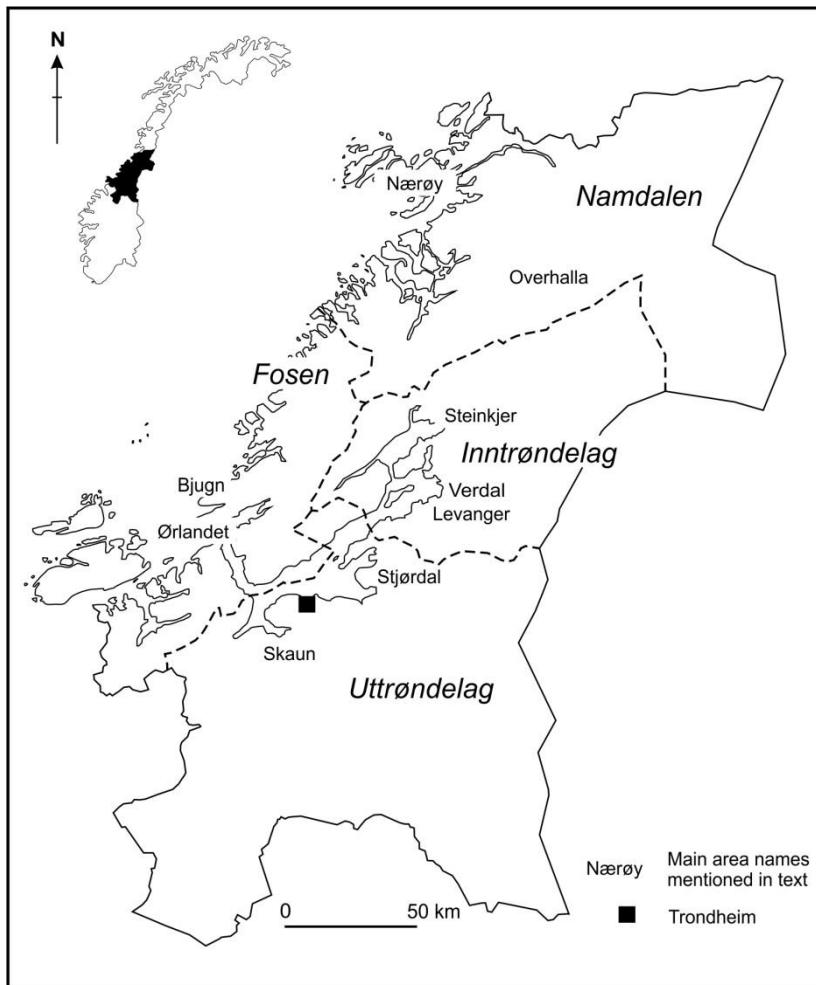 N
Nærøy
Namdalen
Overhalla
Fosen
Steinkjer
Inntrøndelag
Bjugn
Verdal
Levanger
Ørlandet
Stjørdal
Skaun
Uttrøndelag
Nærøy
Main area names
mentioned in text
0
50 km
Trondheim